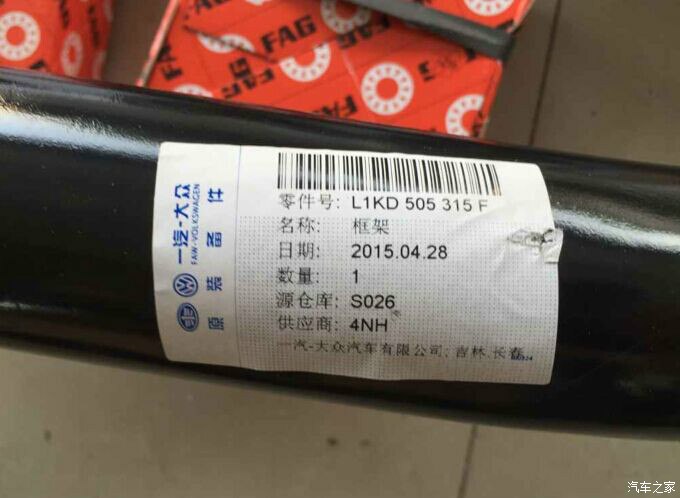 FAG
FAG
FAG
零件号: L1KD 505 315 F
名称: 框架
日期: 2015.04.28
数量: 1
源仓库: S026
供应商: 4NH
一汽-大众汽车有限公司; 吉林.长春
一汽-大众
FAW-VOLKSWAGEN
原装备件
汽车之家